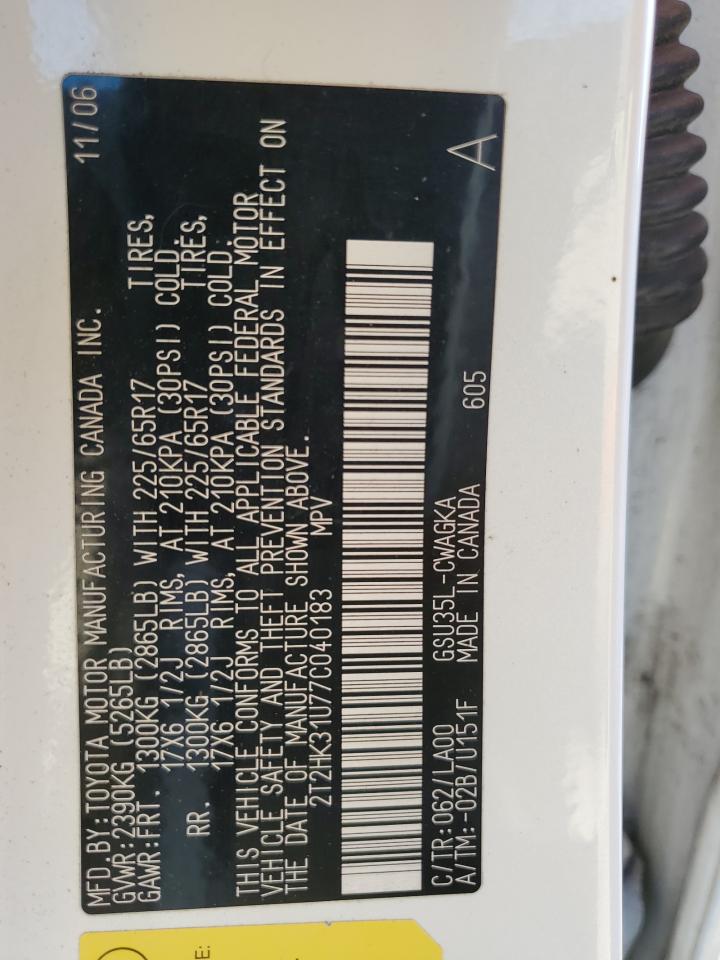 MFD.BY:TOYOTA MOTOR MANUFACTURING CANADA INC. 11/06
GVWR:2390KG (5265LB)
GAWR:FRT. 1300KG (2865LB) WITH 225/65R17 TIRES,
17X6 1/2J RIMS, AT 210KPA (30PSI) COLD.
RR. 1300KG (2865LB) WITH 225/65R17 TIRES,
17X6 1/2J RIMS, AT 210KPA (30PSI) COLD.
THIS VEHICLE CONFORMS TO ALL APPLICABLE FEDERAL MOTOR
VEHICLE SAFETY AND THEFT PREVENTION STANDARDS IN EFFECT ON
THE DATE OF MANUFACTURE SHOWN ABOVE.
2T2HK31U77C040183 MPV
C/TR:062/LA00 GSU35L-CWAGKA
A/TM:-02B/U151F MADE IN CANADA 605 A
E: